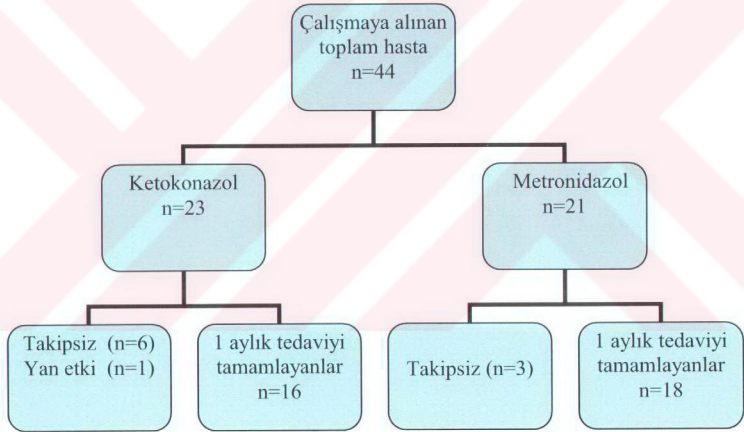 Çalışmaya alınan
toplam hasta
n=44
Ketokonazol
n=23
Metronidazol
n=21
Takipsiz (n=6)
Yan etki (n=1)
1 aylık tedaviyi
tamamlayanlar
n=16
Takipsiz (n=3)
1 aylık tedaviyi
tamamlayanlar
n=18